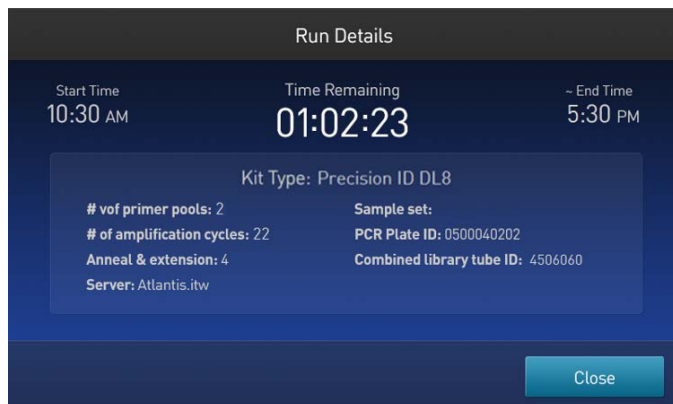 Run Details
Start Time
10:30 AM
Time Remaining
01:02:23
~ End Time
5:30 PM
Kit Type: Precision ID DL8
# vof primer pools: 2
# of amplification cycles: 22
Anneal & extension: 4
Server: Atlantis.itw
Sample set:
PCR Plate ID: 0500040202
Combined library tube ID: 4506060
Close